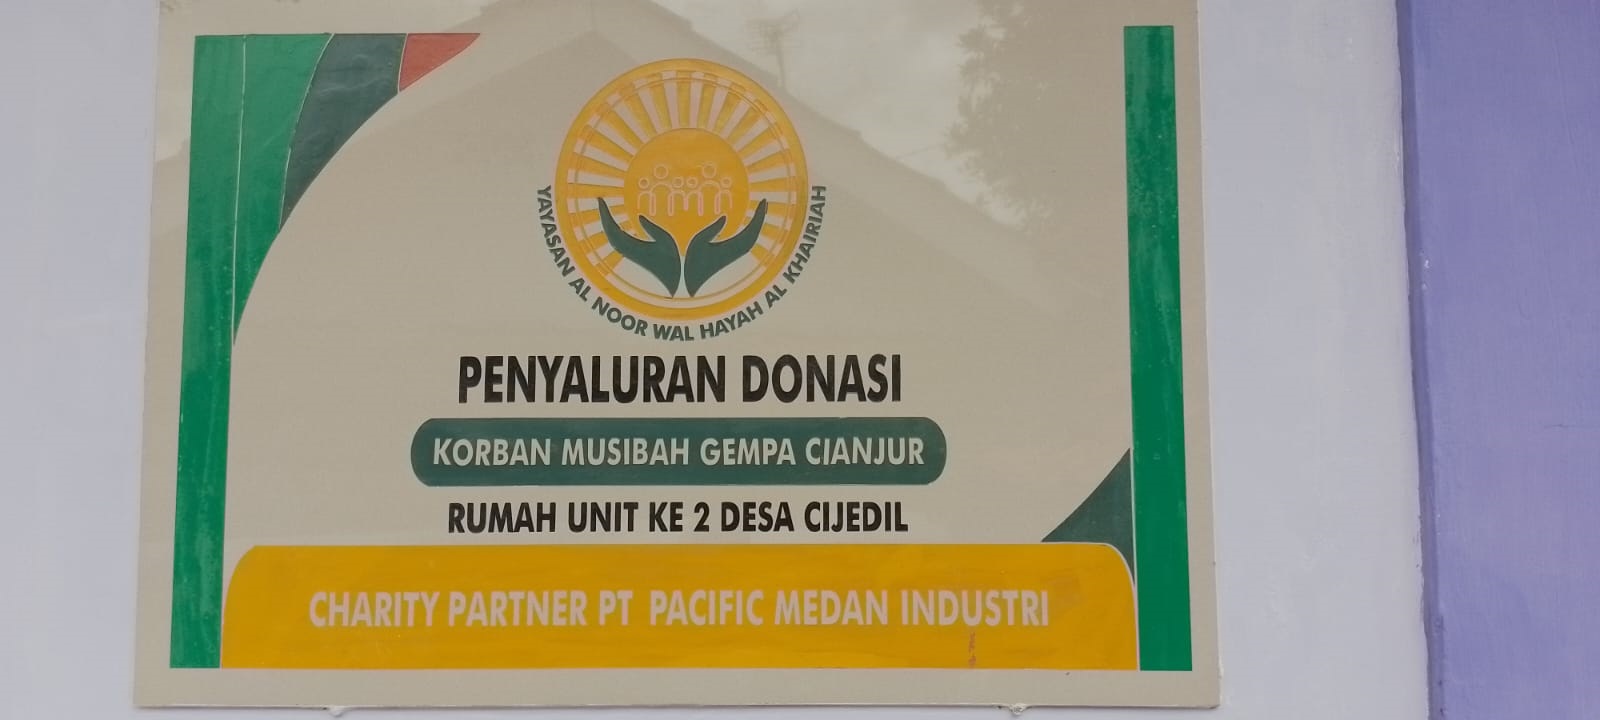 YAYASAN AL NOOR WAL HAYAH AL KHAIRIAH
PENYALURAN DONASI
KORBAN MUSIBAH GEMPA CIANJUR
RUMAH UNIT KE 2 DESA CIJEDIL
CHARITY PARTNER PT PACIFIC MEDAN INDUSTRI